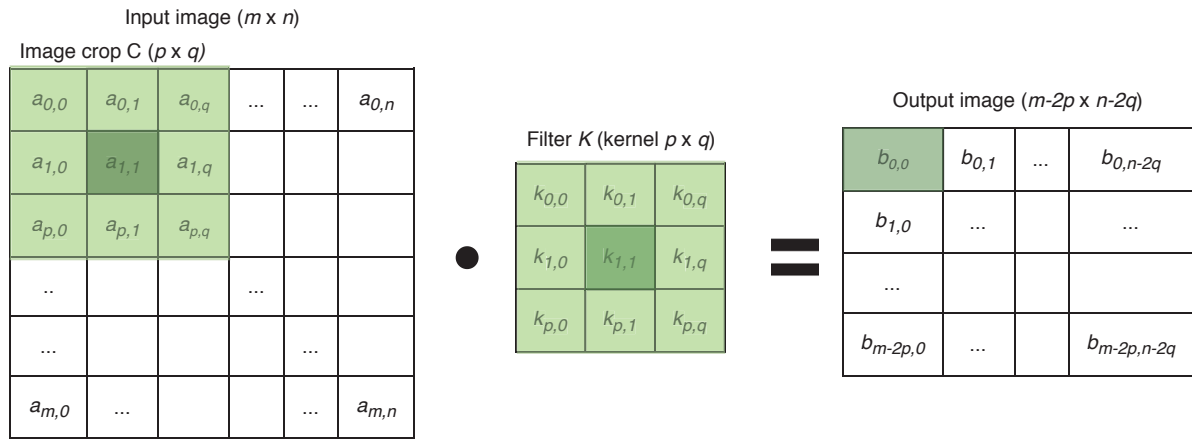 Input image (m x n)
Image crop C (p x q)
a0,0 a0,1 a0,q ... ... a0,n
a1,0 a1,1 a1,q
ap,0 ap,1 ap,q
.. ...
... ...
am,0 ... ... am,n
Filter K (kernel p x q)
k0,0 k0,1 k0,q
k1,0 k1,1 k1,q
kp,0 kp,1 kp,q
Output image (m-2p x n-2q)
b0,0 b0,1 ... b0,n-2q
b1,0 ... ...
...
bm-2p,0 ... bm-2p,n-2q